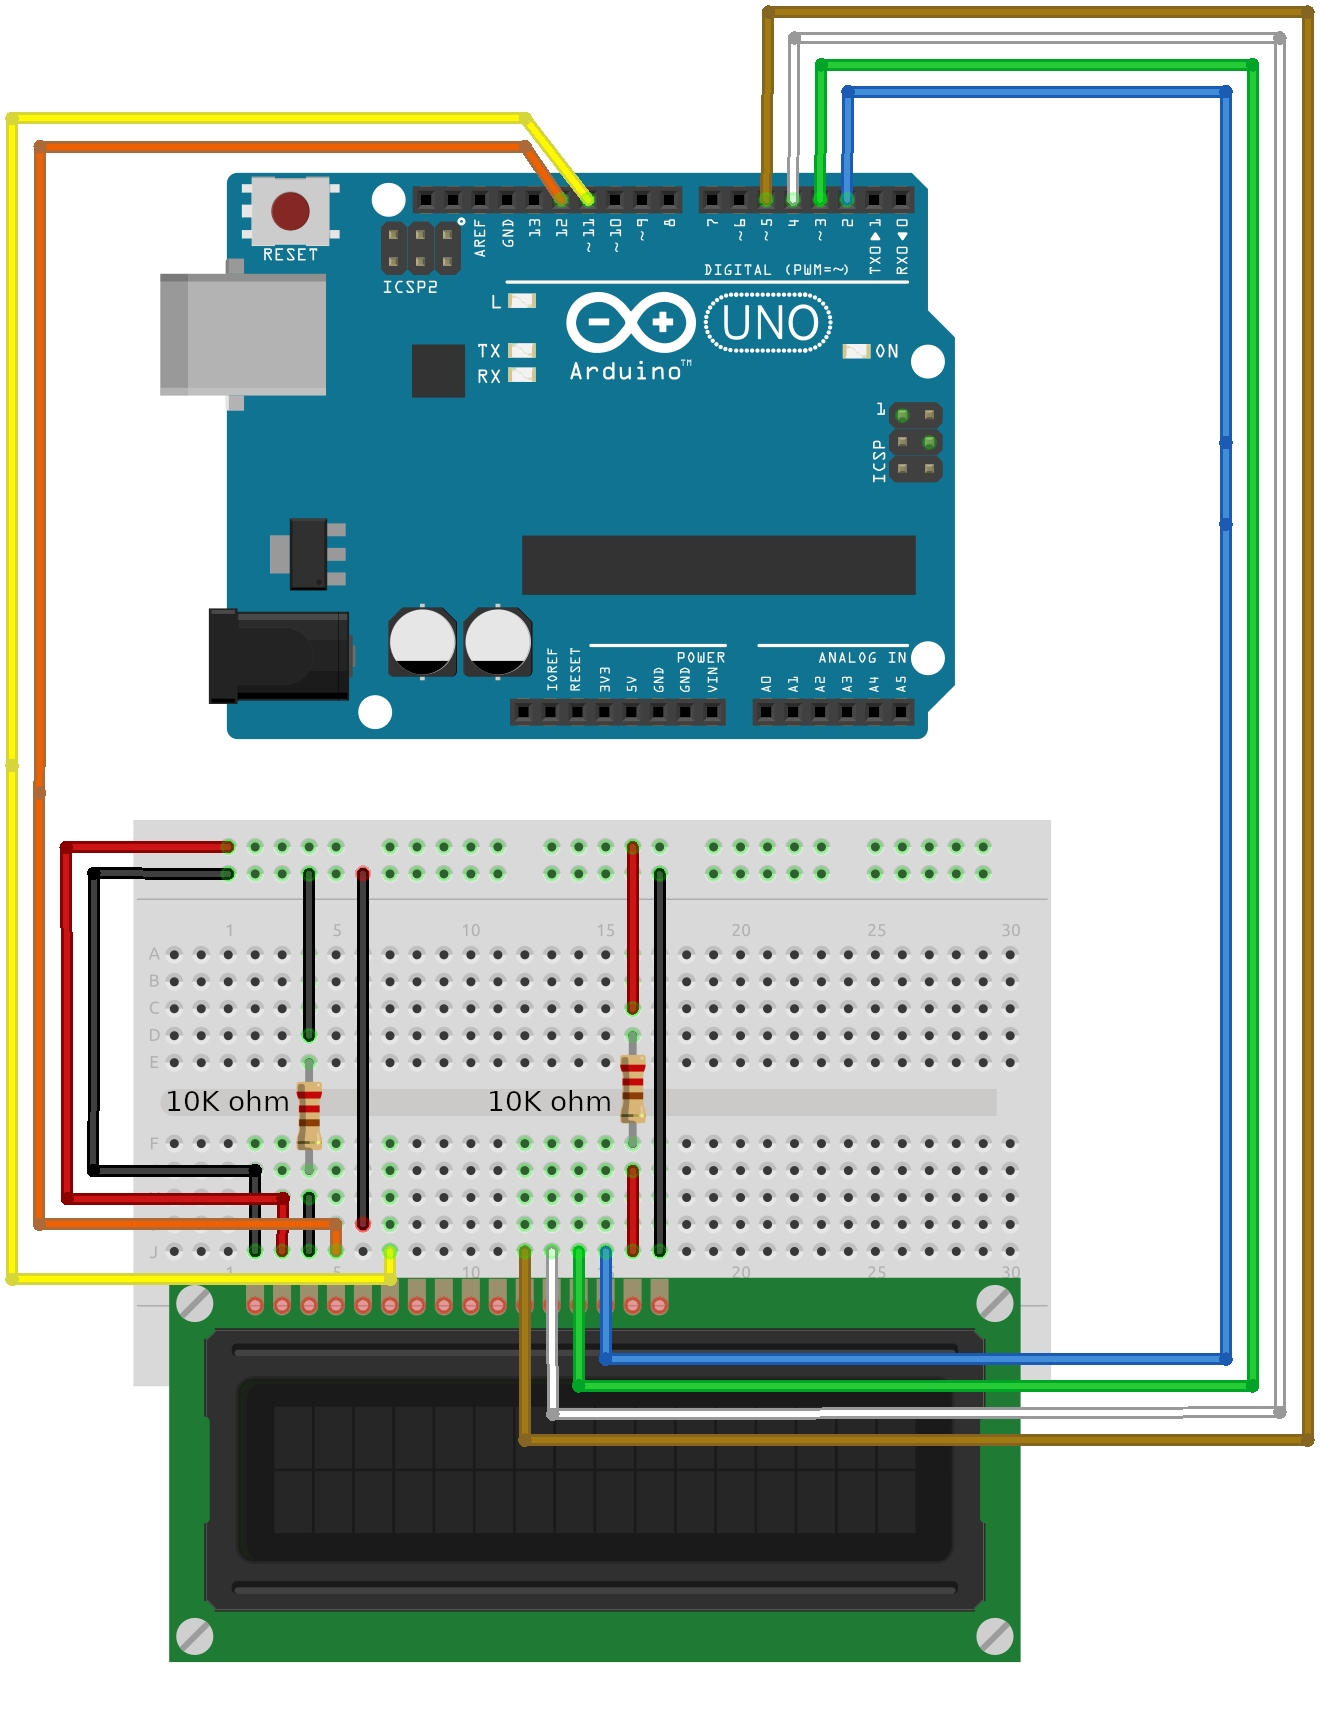 RESET
ICSP2
AREF
GND
13
12
~11
~10
~9
8
7
~6
~5
4
~3
2
TX0▶1
RX0◀0
DIGITAL (PWM=~)
L
TX
RX
UNO
Arduino™
ON
1
ICSP
IOREF
RESET
3V3
5V
GND
GND
VIN
POWER
A0
A1
A2
A3
A4
A5
ANALOG IN
1 5 10 15 20 25 30
A
B
C
D
E
10K ohm 10K ohm
F
J
1 5 20 25 30